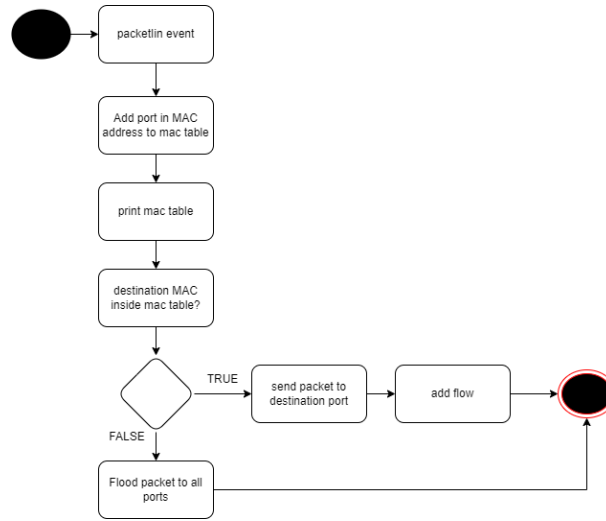 packetlin event
Add port in MAC
address to mac table
print mac table
destination MAC
inside mac table?
TRUE
send packet to
destination port
add flow
FALSE
Flood packet to all
ports